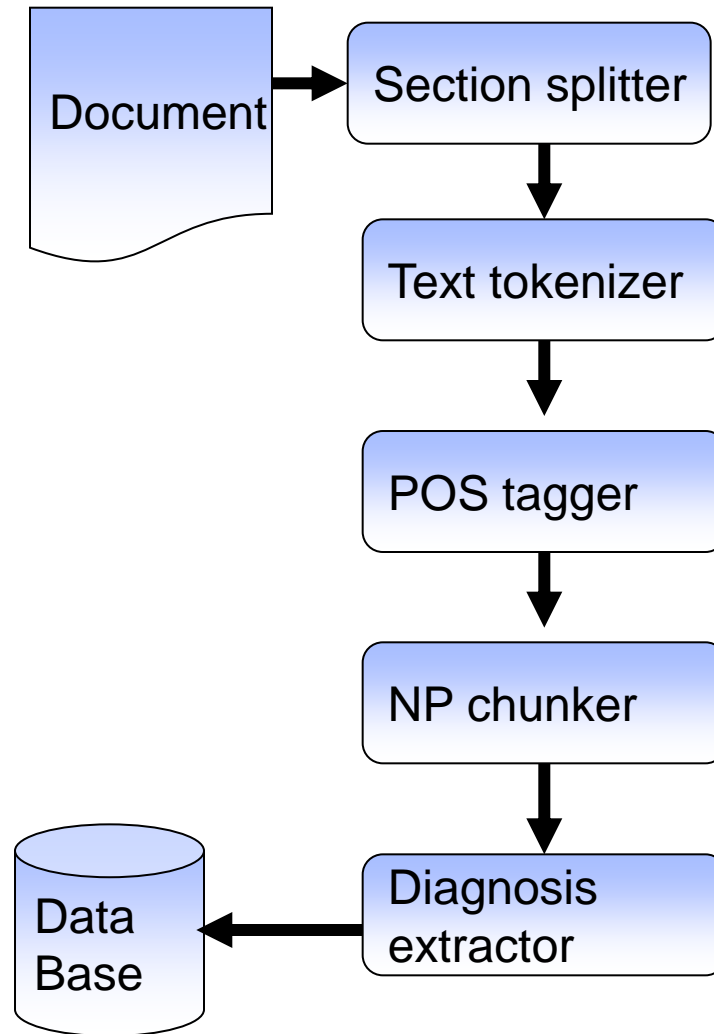 Document
Section splitter
Text tokenizer
POS tagger
NP chunker
Diagnosis
extractor
Data
Base